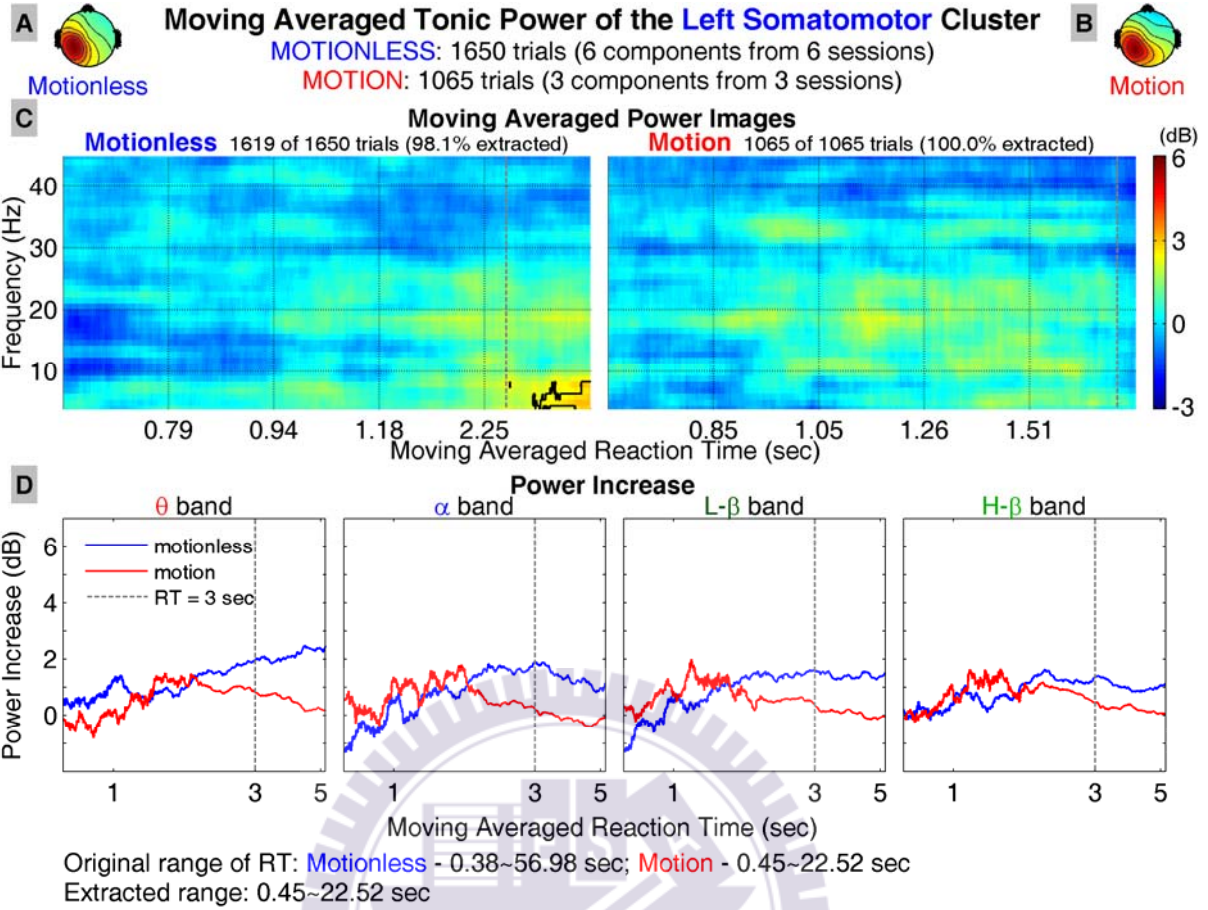 A
Moving Averaged Tonic Power of the Left Somatomotor Cluster
B
MOTIONLESS: 1650 trials (6 components from 6 sessions)
MOTION: 1065 trials (3 components from 3 sessions)
Motionless
Motion
C
Moving Averaged Power Images
Motionless 1619 of 1650 trials (98.1% extracted)
Motion 1065 of 1065 trials (100.0% extracted)
(dB)
6
3
0
-3
Frequency (Hz)
40
30
20
10
0.79 0.94 1.18 2.25
0.85 1.05 1.26 1.51
Moving Averaged Reaction Time (sec)
D
Power Increase
θ band
α band
L-β band
H-β band
Power Increase (dB)
6
4
2
0
motionless
motion
RT = 3 sec
1 3 5
1 3 5
1 3 5
1 3 5
Moving Averaged Reaction Time (sec)
Original range of RT: Motionless - 0.38~56.98 sec; Motion - 0.45~22.52 sec
Extracted range: 0.45~22.52 sec